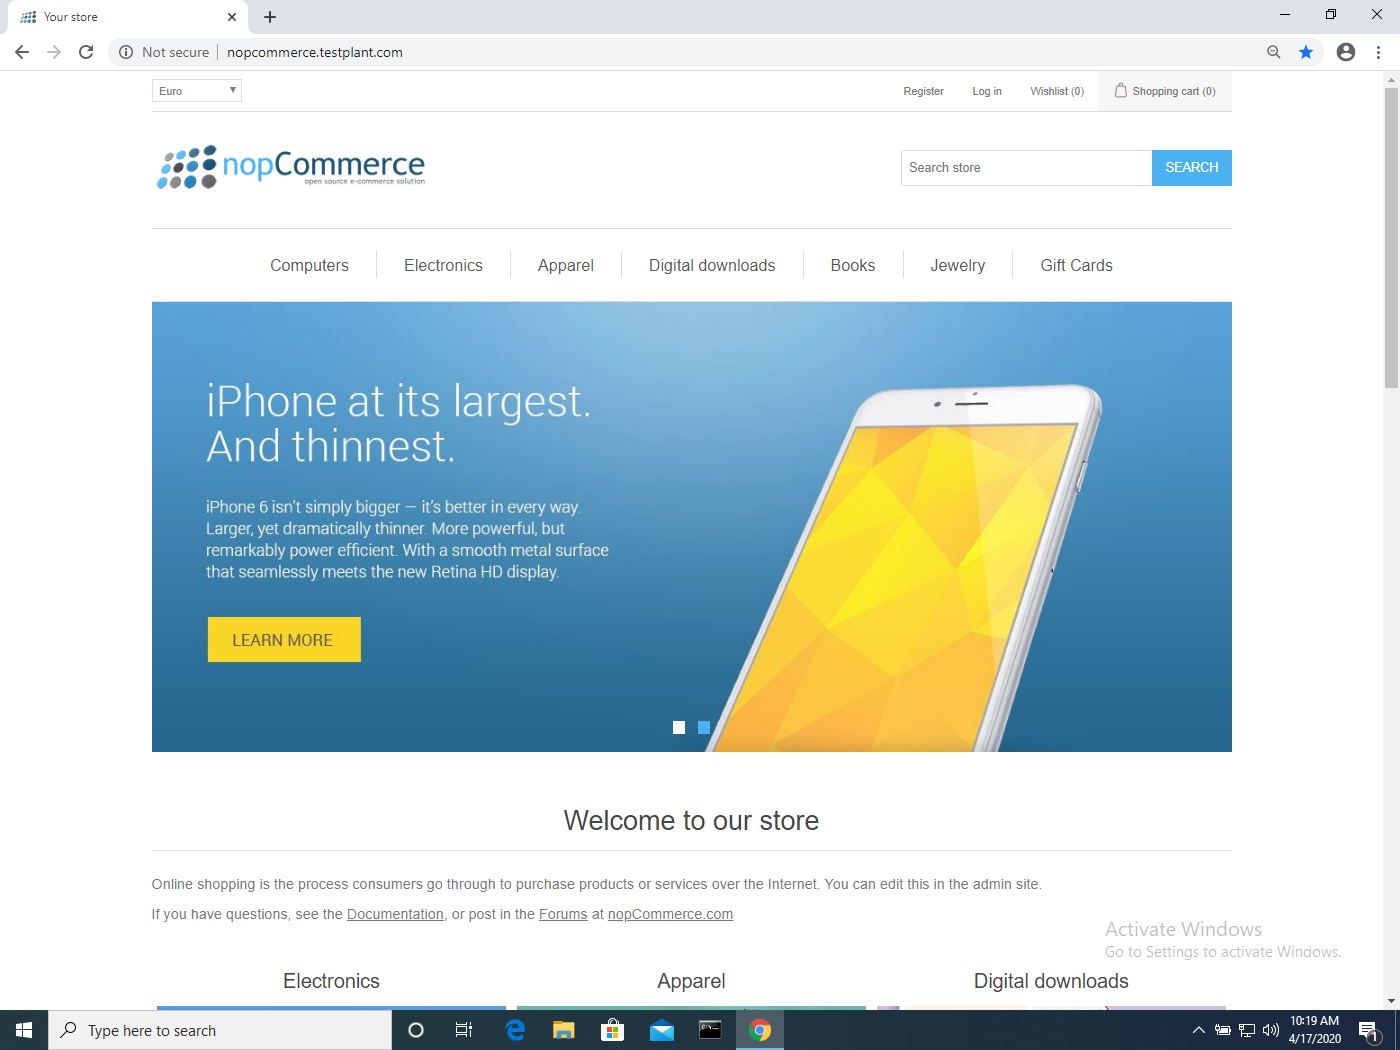 Your store
Not secure
nopcommerce.testplant.com
Euro
Register
Log in
Wishlist (0)
Shopping cart (0)
nopCommerce
open source e-commerce solution
Search store
SEARCH
Computers
Electronics
Apparel
Digital downloads
Books
Jewelry
Gift Cards
iPhone at its largest.
And thinnest.
iPhone 6 isn't simply bigger — it's better in every way.
Larger, yet dramatically thinner. More powerful, but
remarkably power efficient. With a smooth metal surface
that seamlessly meets the new Retina HD display.
LEARN MORE
Welcome to our store
Online shopping is the process consumers go through to purchase products or services over the Internet. You can edit this in the admin site.
If you have questions, see the Documentation, or post in the Forums at nopCommerce.com
Activate Windows
Go to Settings to activate Windows.
Electronics
Apparel
Digital downloads
Type here to search
10:19 AM
4/17/2020
1